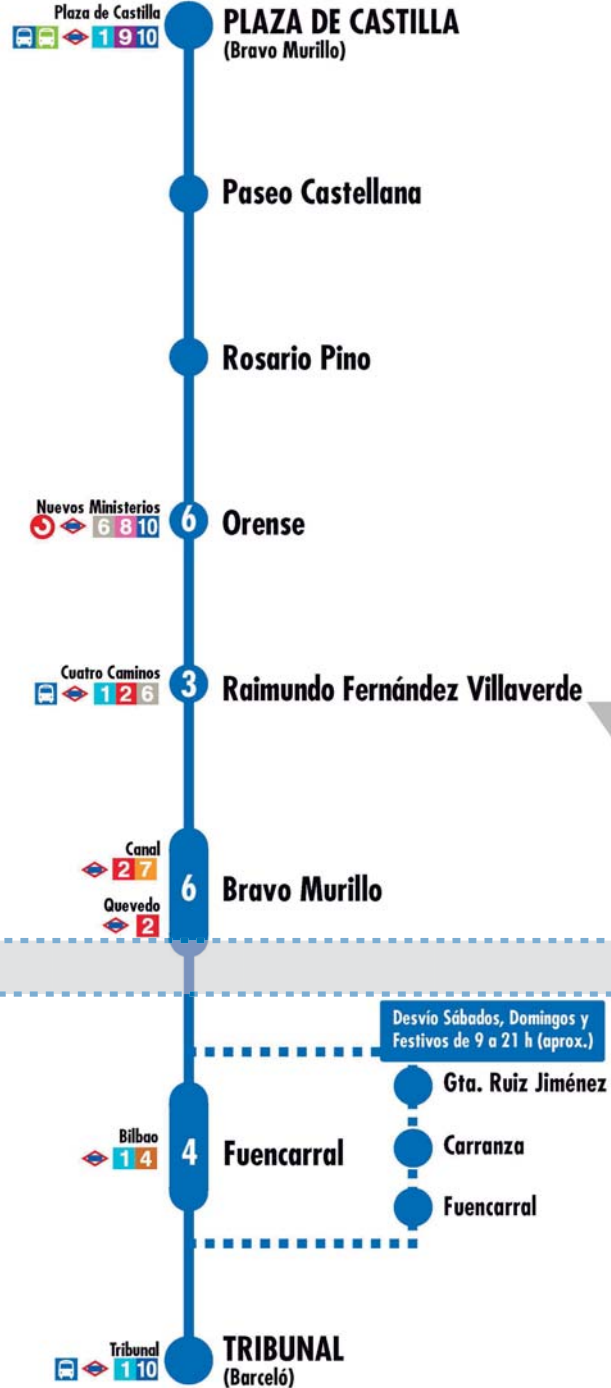 Plaza de Castilla
1 9 10
PLAZA DE CASTILLA
(Bravo Murillo)
Paseo Castellana
Rosario Pino
Nuevos Ministerios
6 8 10
6
Orense
Cuatro Caminos
1 2 6
3
Raimundo Fernández Villaverde
Canal
2 7
Quevedo
2
6
Bravo Murillo
Desvío Sábados, Domingos y
Festivos de 9 a 21 h (aprox.)
Gta. Ruiz Jiménez
Carranza
Fuencarral
Bilbao
1 4
4
Fuencarral
Tribunal
1 10
TRIBUNAL
(Barceló)